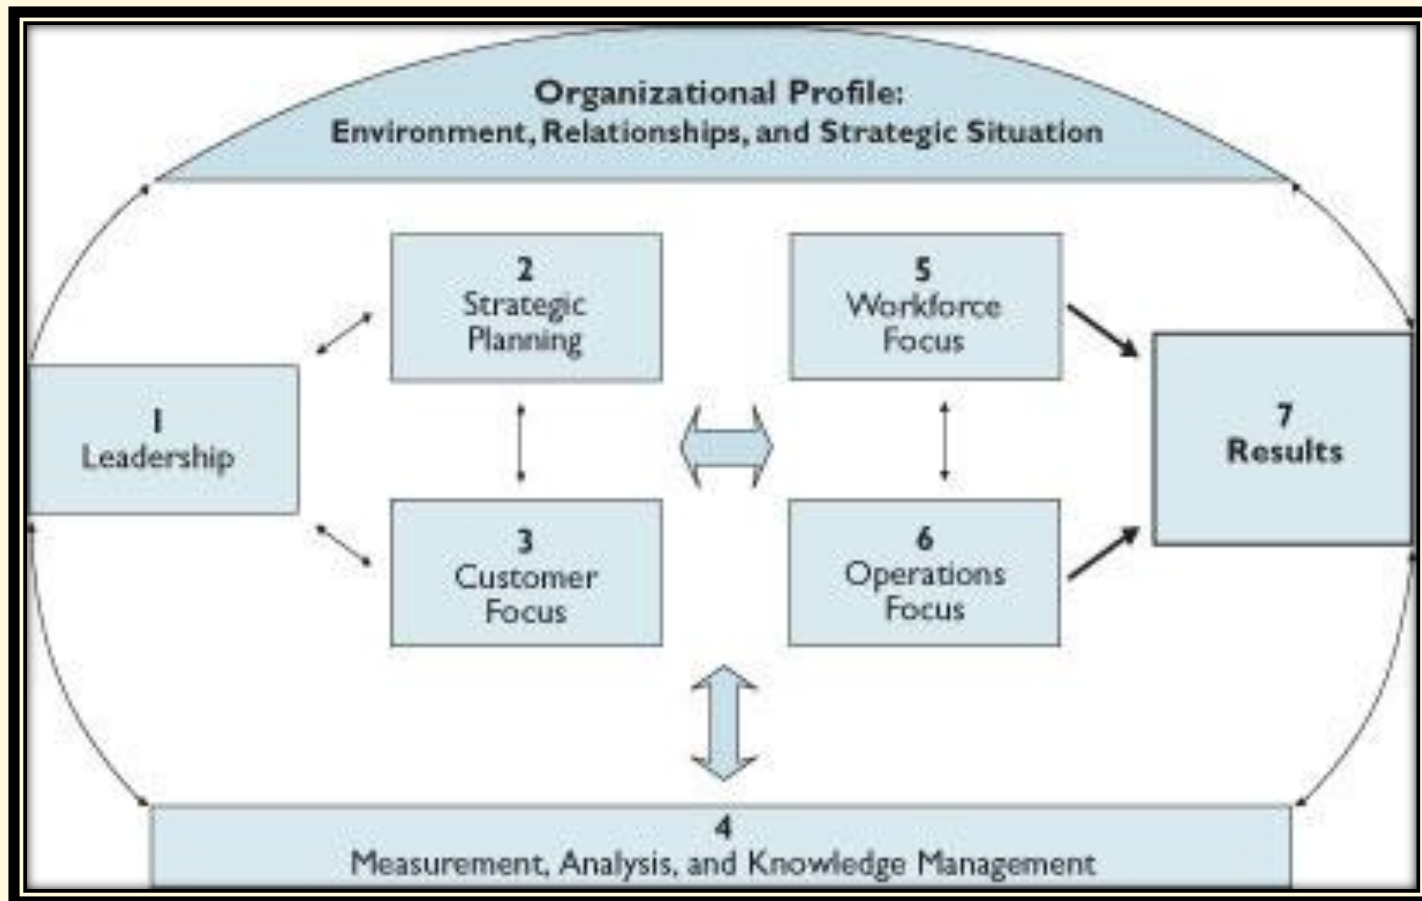 Organizational Profile:
Environment, Relationships, and Strategic Situation
2
Strategic
Planning
5
Workforce
Focus
1
Leadership
7
Results
3
Customer
Focus
6
Operations
Focus
4
Measurement, Analysis, and Knowledge Management